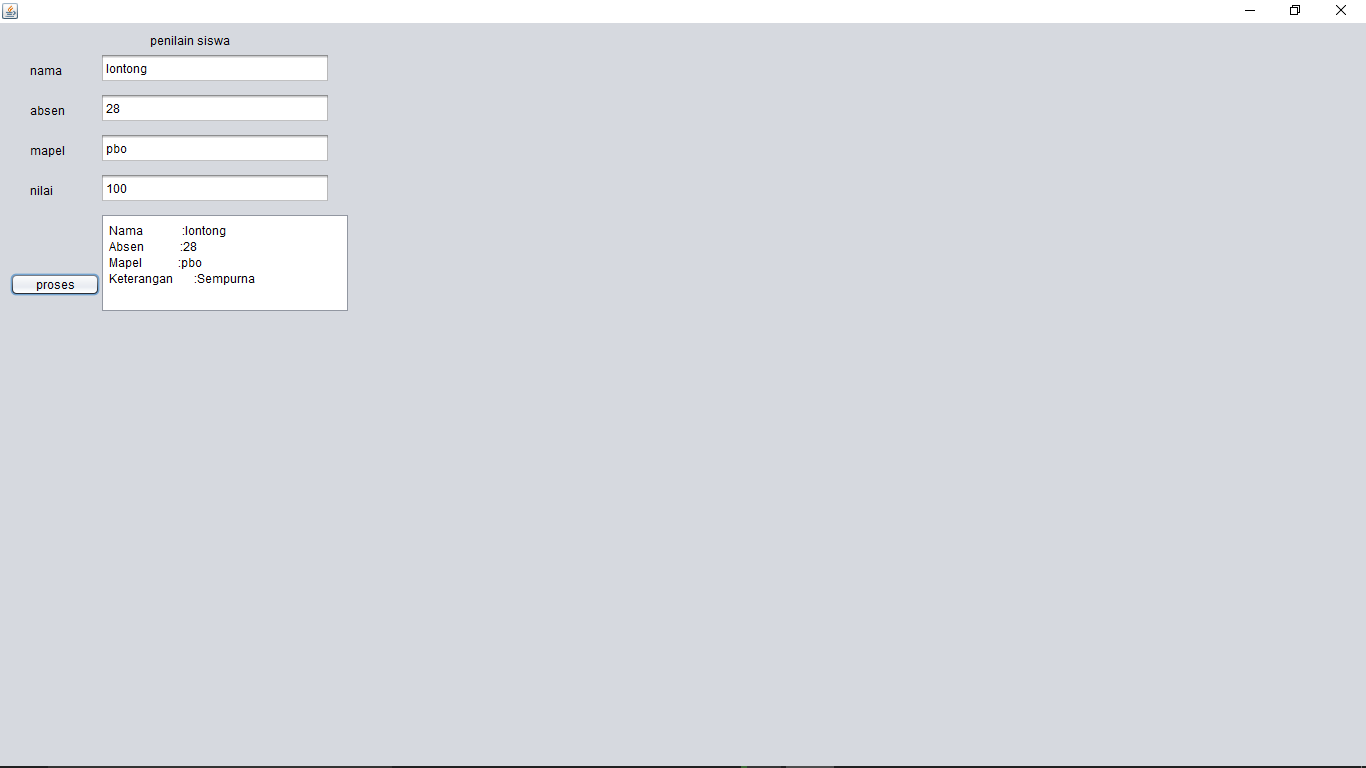 penilain siswa
nama lontong
absen 28
mapel pbo
nilai 100
Nama :lontong
Absen :28
Mapel :pbo
Keterangan :Sempurna
proses